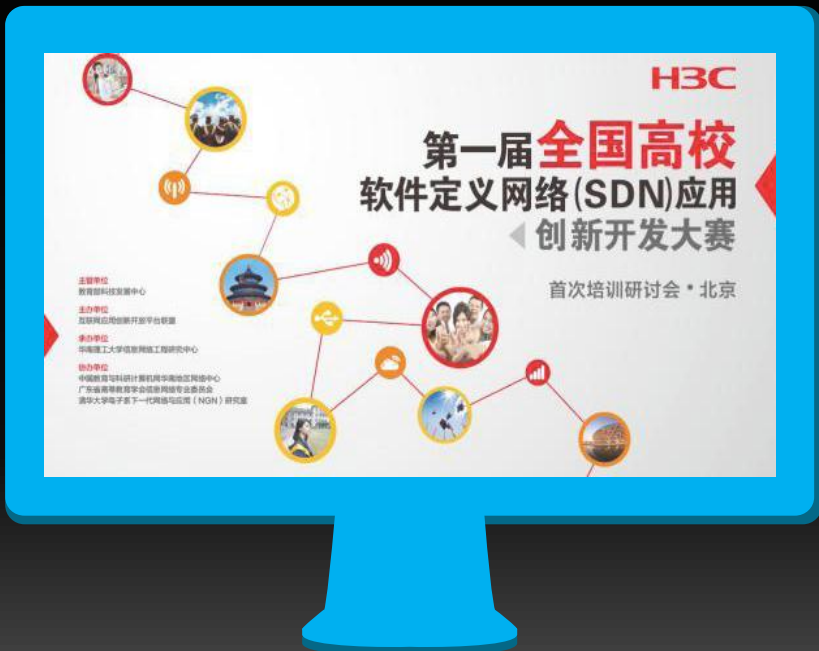 H3C
第一届全国高校
软件定义网络(SDN)应用
创新开发大赛
首次培训研讨会·北京
主管单位
教育部科技发展中心
主办单位
互联网应用创新开放平台联盟
承办单位
华南理工大学信息网络工程研究中心
协办单位
中国教育与科研计算机网华南地区网络中心
广东省高等教育学会信息网络专业委员会
清华大学电子系下一代网络与应用（NGN）研究室